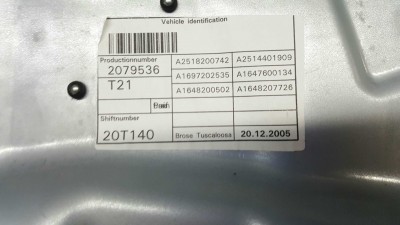 Vehicle identification
Productionnumber
2079536
T21
A2518200742 A2514401909
A1697202535 A1647600134
A1648200502 A1648207726
Shiftnumber
20T140
Brose Tuscaloosa 20.12.2005